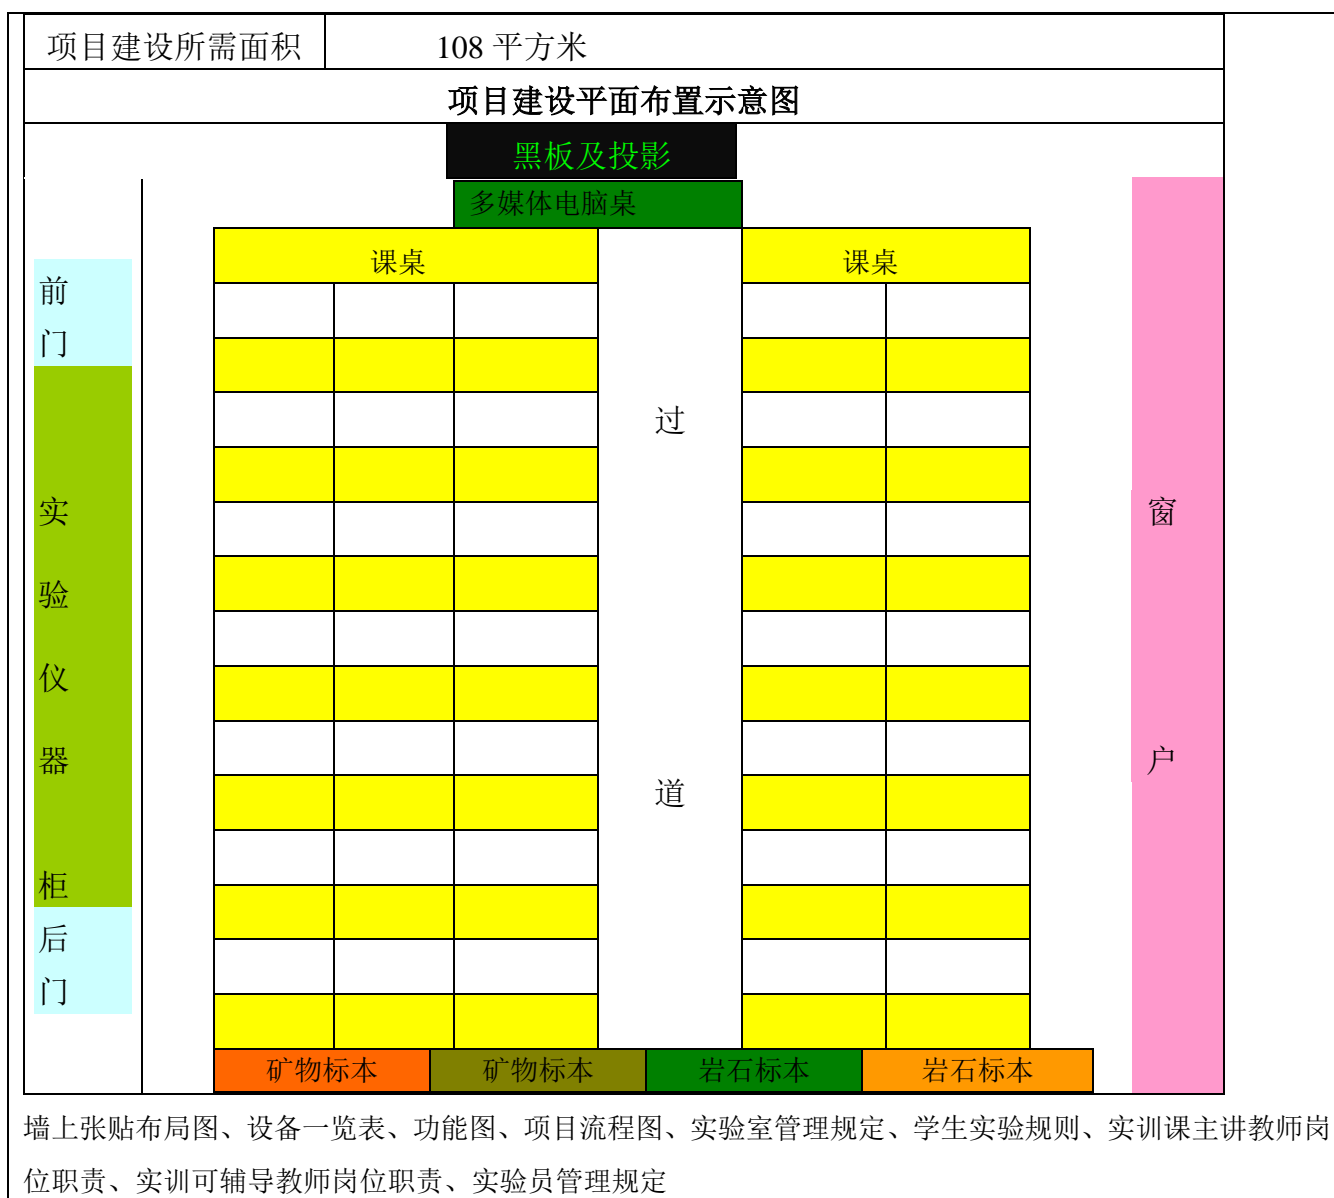 项目建设所需面积 108 平方米
项目建设平面布置示意图
黑板及投影
多媒体电脑桌
课桌 课桌
前
门
过
道
实
验
仪
器
柜
后
门
窗
户
矿物标本 矿物标本 岩石标本 岩石标本
墙上张贴布局图、设备一览表、功能图、项目流程图、实验室管理规定、学生实验规则、实训课主讲教师岗
位职责、实训可辅导教师岗位职责、实验员管理规定